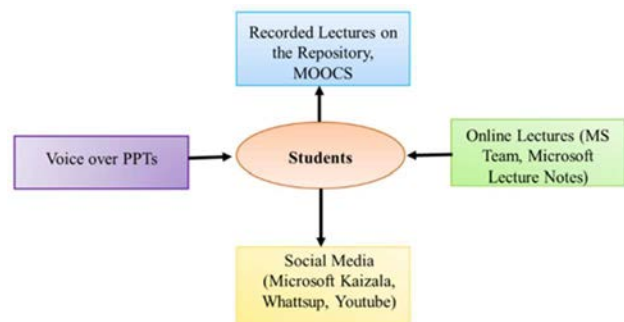 Recorded Lectures on
the Repository,
MOOCS
Voice over PPTs
Students
Online Lectures (MS
Team, Microsoft
Lecture Notes)
Social Media
(Microsoft Kaizala,
Whattsup, Youtube)